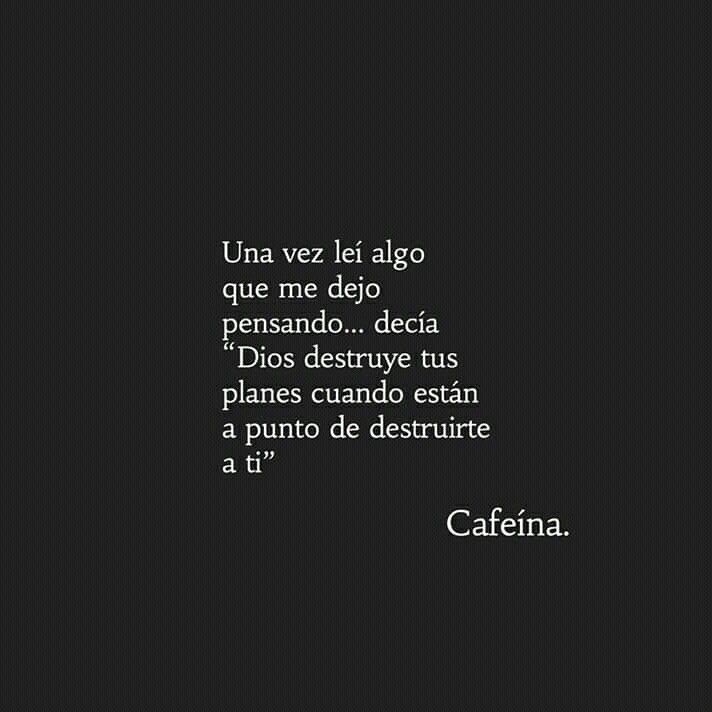 Una vez leí algo
que me dejo
pensando... decía
“Dios destruye tus
planes cuando están
a punto de destruirte
a ti”
Cafeína.